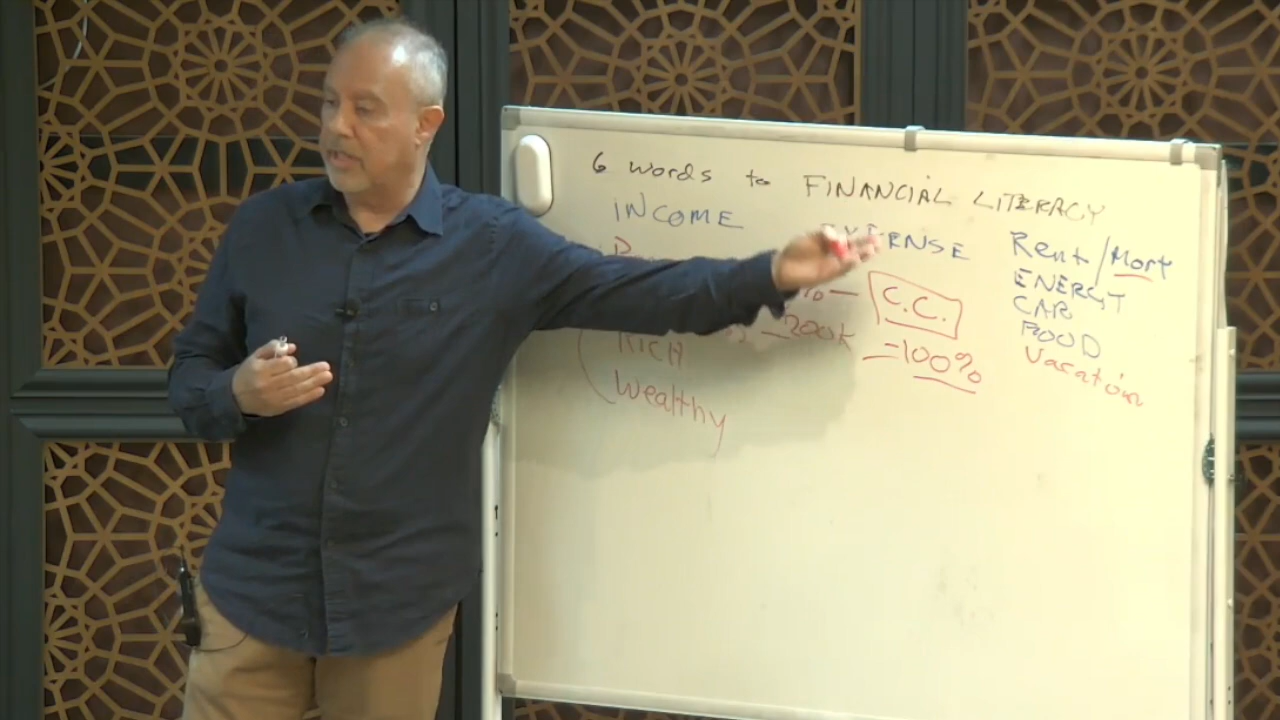 6 words to FINANCIAL LITERACY
INCOME EXPENSE Rent/Mort
ENERGY
% — C.C. CAR
200K FOOD
RICH =100% Vacation
Wealthy